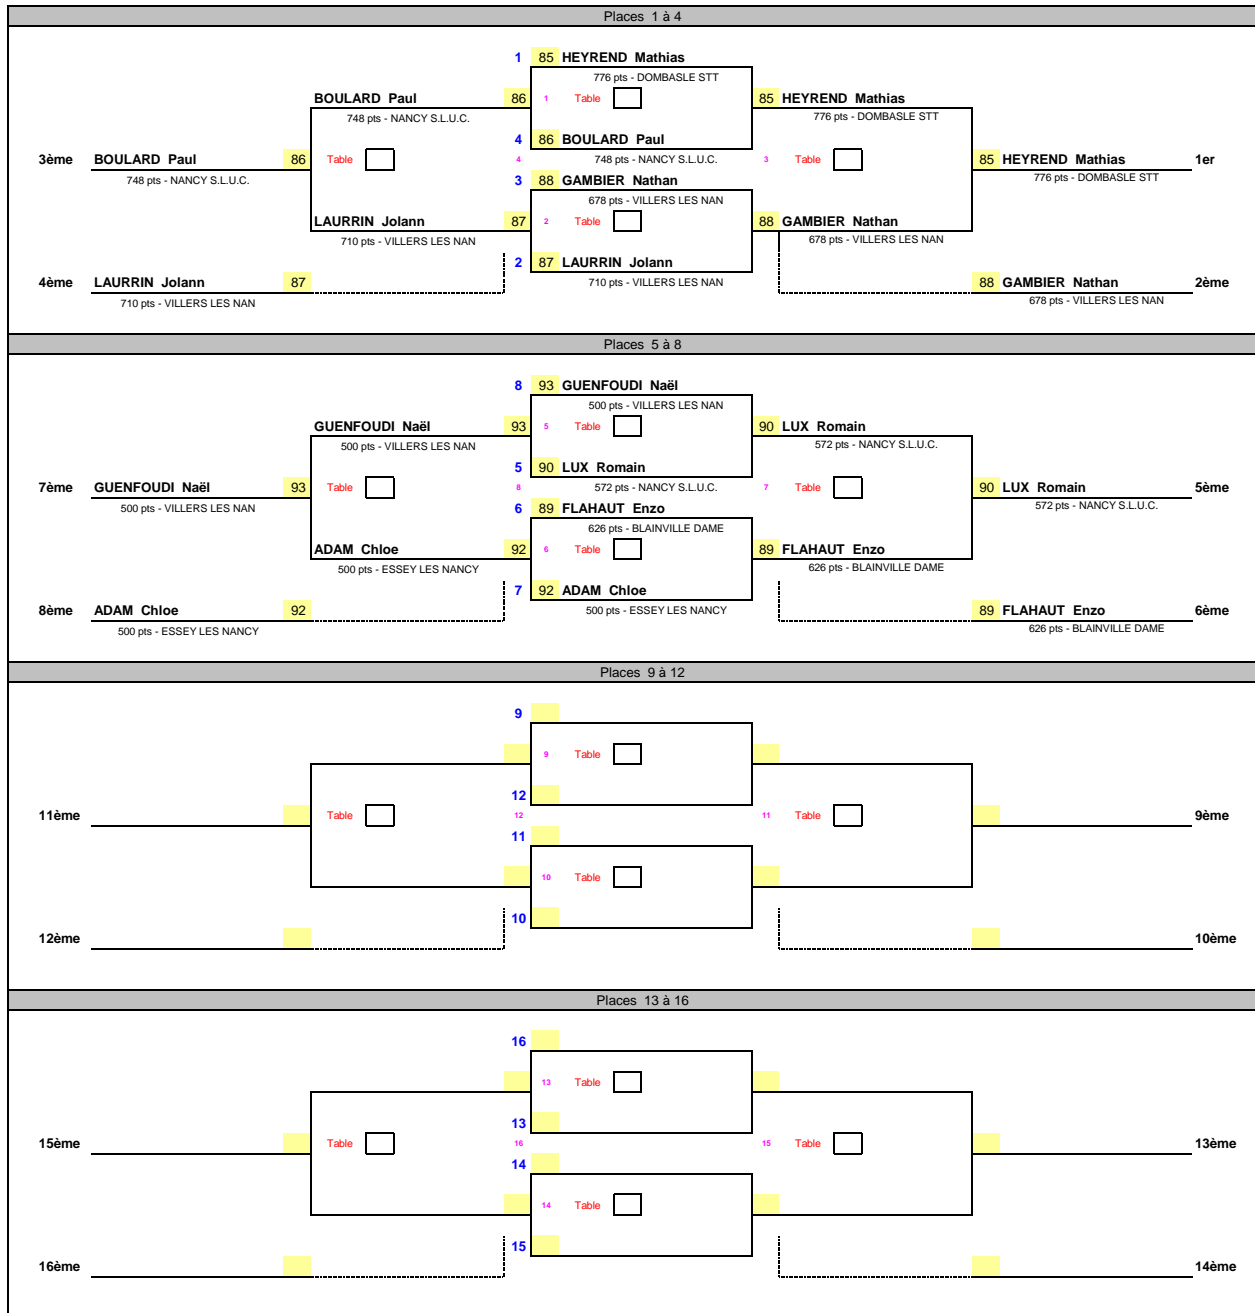 Places 1 à 4
1 85 HEYREND Mathias
776 pts - DOMBASLE STT
BOULARD Paul 86 1 Table 85 HEYREND Mathias
748 pts - NANCY S.L.U.C. 776 pts - DOMBASLE STT
4 86 BOULARD Paul
3ème BOULARD Paul 86 Table 4 748 pts - NANCY S.L.U.C. 3 Table 85 HEYREND Mathias 1er
748 pts - NANCY S.L.U.C. 776 pts - DOMBASLE STT
3 88 GAMBIER Nathan
678 pts - VILLERS LES NAN
LAURRIN Jolann 87 2 Table 88 GAMBIER Nathan
710 pts - VILLERS LES NAN 678 pts - VILLERS LES NAN
2 87 LAURRIN Jolann
4ème LAURRIN Jolann 87 710 pts - VILLERS LES NAN 88 GAMBIER Nathan 2ème
710 pts - VILLERS LES NAN 678 pts - VILLERS LES NAN
Places 5 à 8
8 93 GUENFOUDI Naël
500 pts - VILLERS LES NAN
GUENFOUDI Naël 93 5 Table 90 LUX Romain
500 pts - VILLERS LES NAN 572 pts - NANCY S.L.U.C.
5 90 LUX Romain
7ème GUENFOUDI Naël 93 Table 8 572 pts - NANCY S.L.U.C. 7 Table 90 LUX Romain 5ème
500 pts - VILLERS LES NAN 572 pts - NANCY S.L.U.C.
6 89 FLAHAUT Enzo
626 pts - BLAINVILLE DAME
ADAM Chloe 92 6 Table 89 FLAHAUT Enzo
500 pts - ESSEY LES NANCY 626 pts - BLAINVILLE DAME
7 92 ADAM Chloe
8ème ADAM Chloe 92 500 pts - ESSEY LES NANCY 89 FLAHAUT Enzo 6ème
500 pts - ESSEY LES NANCY 626 pts - BLAINVILLE DAME
Places 9 à 12
9
9 Table
12
11ème Table 12 11 Table 9ème
11
10 Table
10
12ème 10ème
Places 13 à 16
16
13 Table
13
15ème Table 16 15 Table 13ème
14
14 Table
15
16ème 14ème